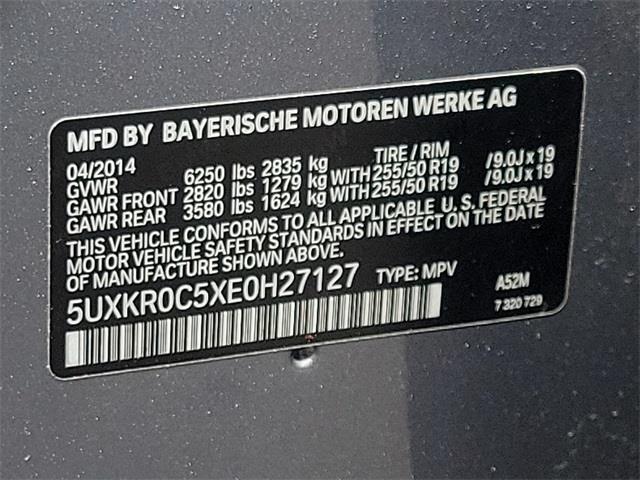 MFD BY BAYERISCHE MOTOREN WERKE AG
04/2014 TIRE / RIM
GVWR 6250 lbs 2835 kg
GAWR FRONT 2820 lbs 1279 kg WITH 255/50 R19 /9.0J x 19
GAWR REAR 3580 lbs 1624 kg WITH 255/50 R19 /9.0J x 19
THIS VEHICLE CONFORMS TO ALL APPLICABLE U. S. FEDERAL
MOTOR VEHICLE SAFETY STANDARDS IN EFFECT ON THE DATE
OF MANUFACTURE SHOWN ABOVE.
5UXKR0C5XE0H27127 TYPE: MPV A52M
7 320 729